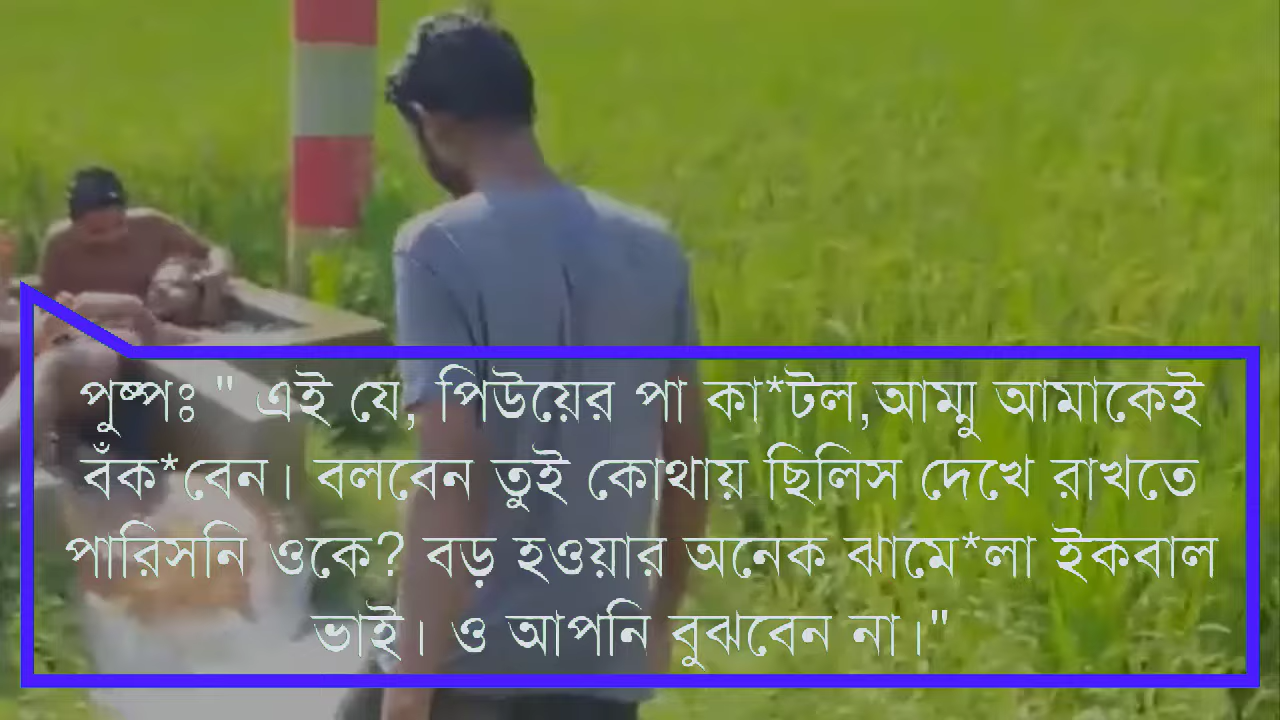 পুষ্পঃ " এই যে, পিউয়ের পা কা*টল,আম্মু আমাকেই
বঁক*বেন। বলবেন তুই কোথায় ছিলিস দেখে রাখতে
পারিসনি ওকে? বড় হওয়ার অনেক ঝামে*লা ইকবাল
ভাই। ও আপনি বুঝবেন না।"